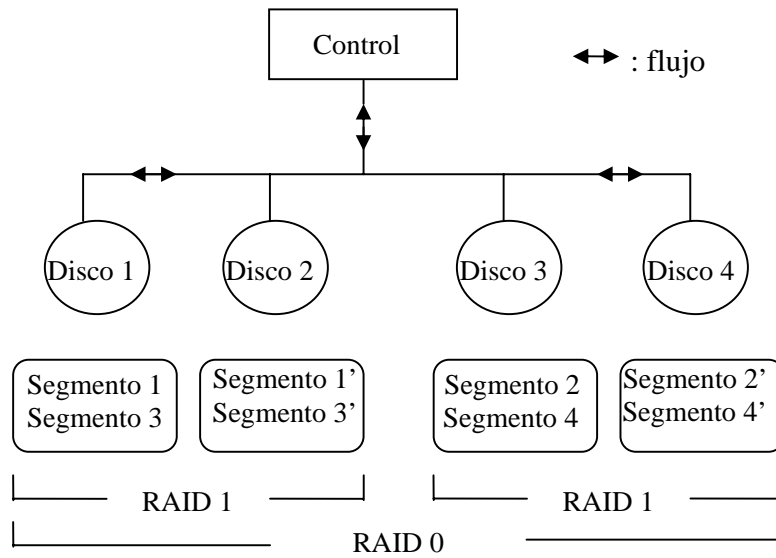 Control
: flujo
Disco 1
Disco 2
Disco 3
Disco 4
Segmento 1
Segmento 3
Segmento 1’
Segmento 3’
Segmento 2
Segmento 4
Segmento 2’
Segmento 4’
RAID 1
RAID 1
RAID 0